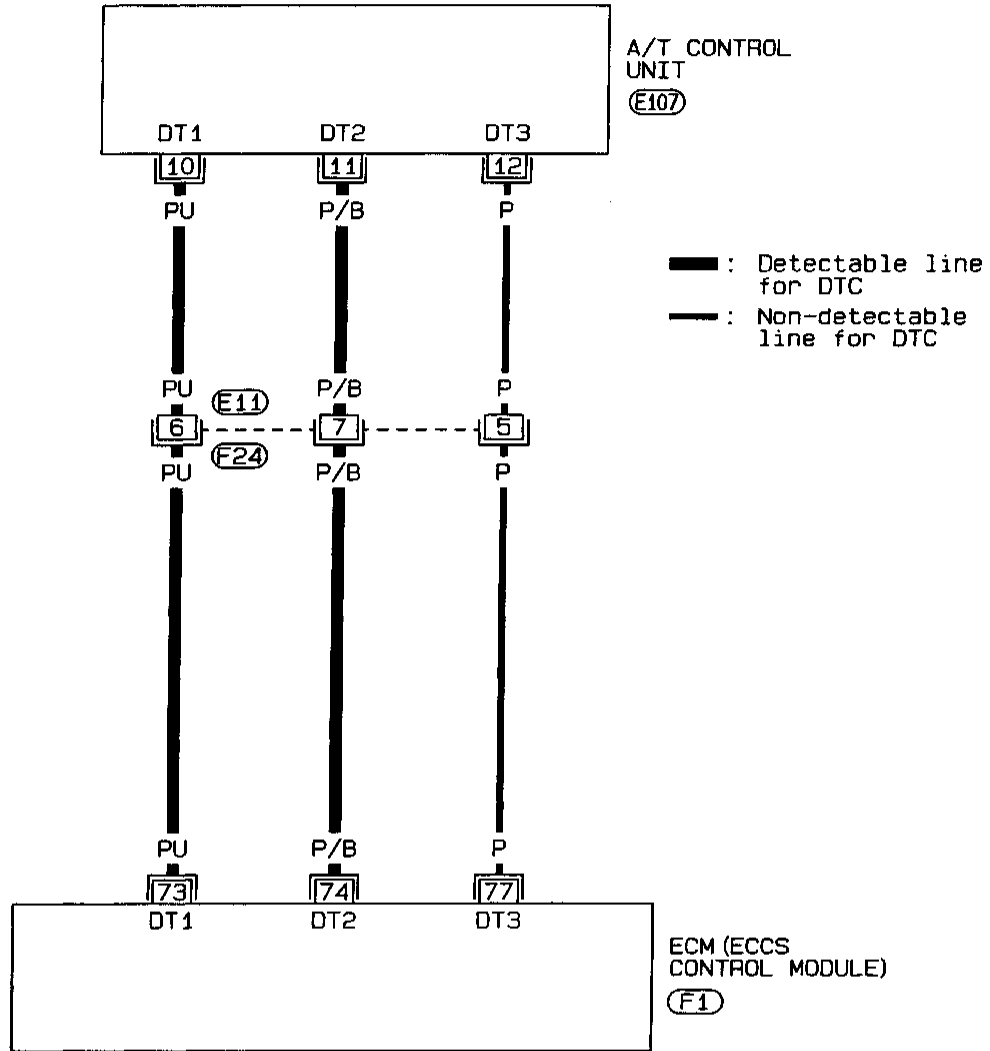 A/T CONTROL
UNIT
E107
DT1 DT2 DT3
10 11 12
PU P/B P
: Detectable line
for DTC
: Non-detectable
line for DTC
PU P/B P
E11
6 7 5
F24
PU P/B P
PU P/B P
73 74 77
DT1 DT2 DT3
ECM (ECCS
CONTROL MODULE)
F1